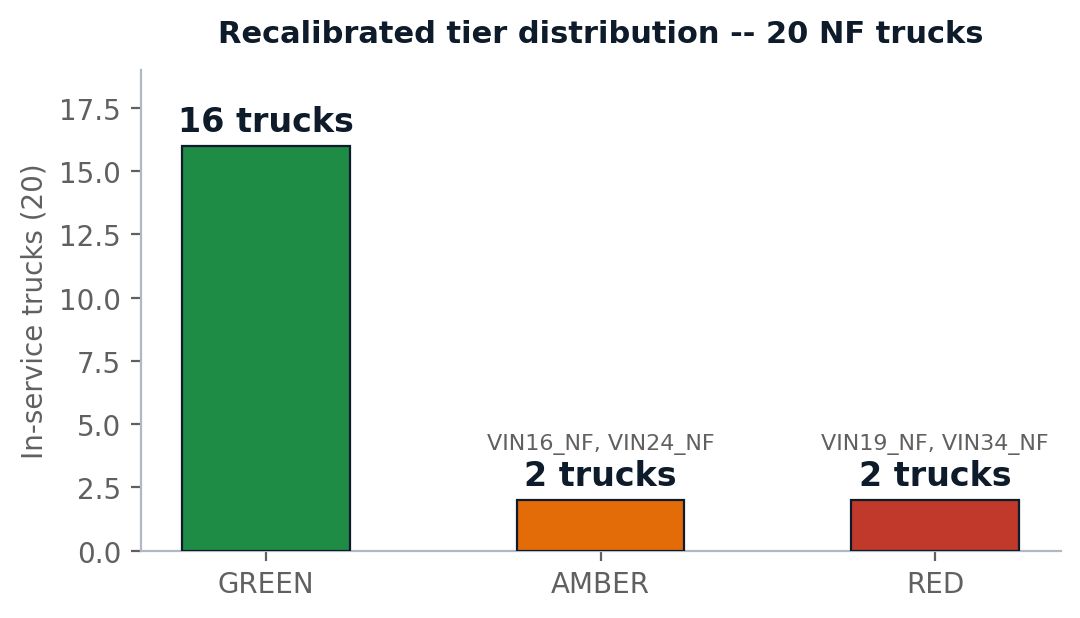 Recalibrated tier distribution -- 20 NF trucks
In-service trucks (20)
17.5
15.0
12.5
10.0
7.5
5.0
2.5
0.0
16 trucks
VIN16_NF, VIN24_NF
2 trucks
VIN19_NF, VIN34_NF
2 trucks
GREEN
AMBER
RED